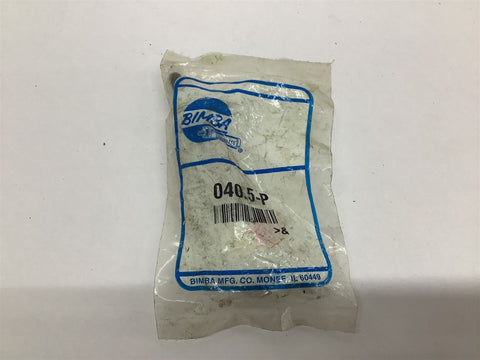 BIMBA
®
040.5-P
>&
BIMBA MFG. CO. MONEE, IL 60449